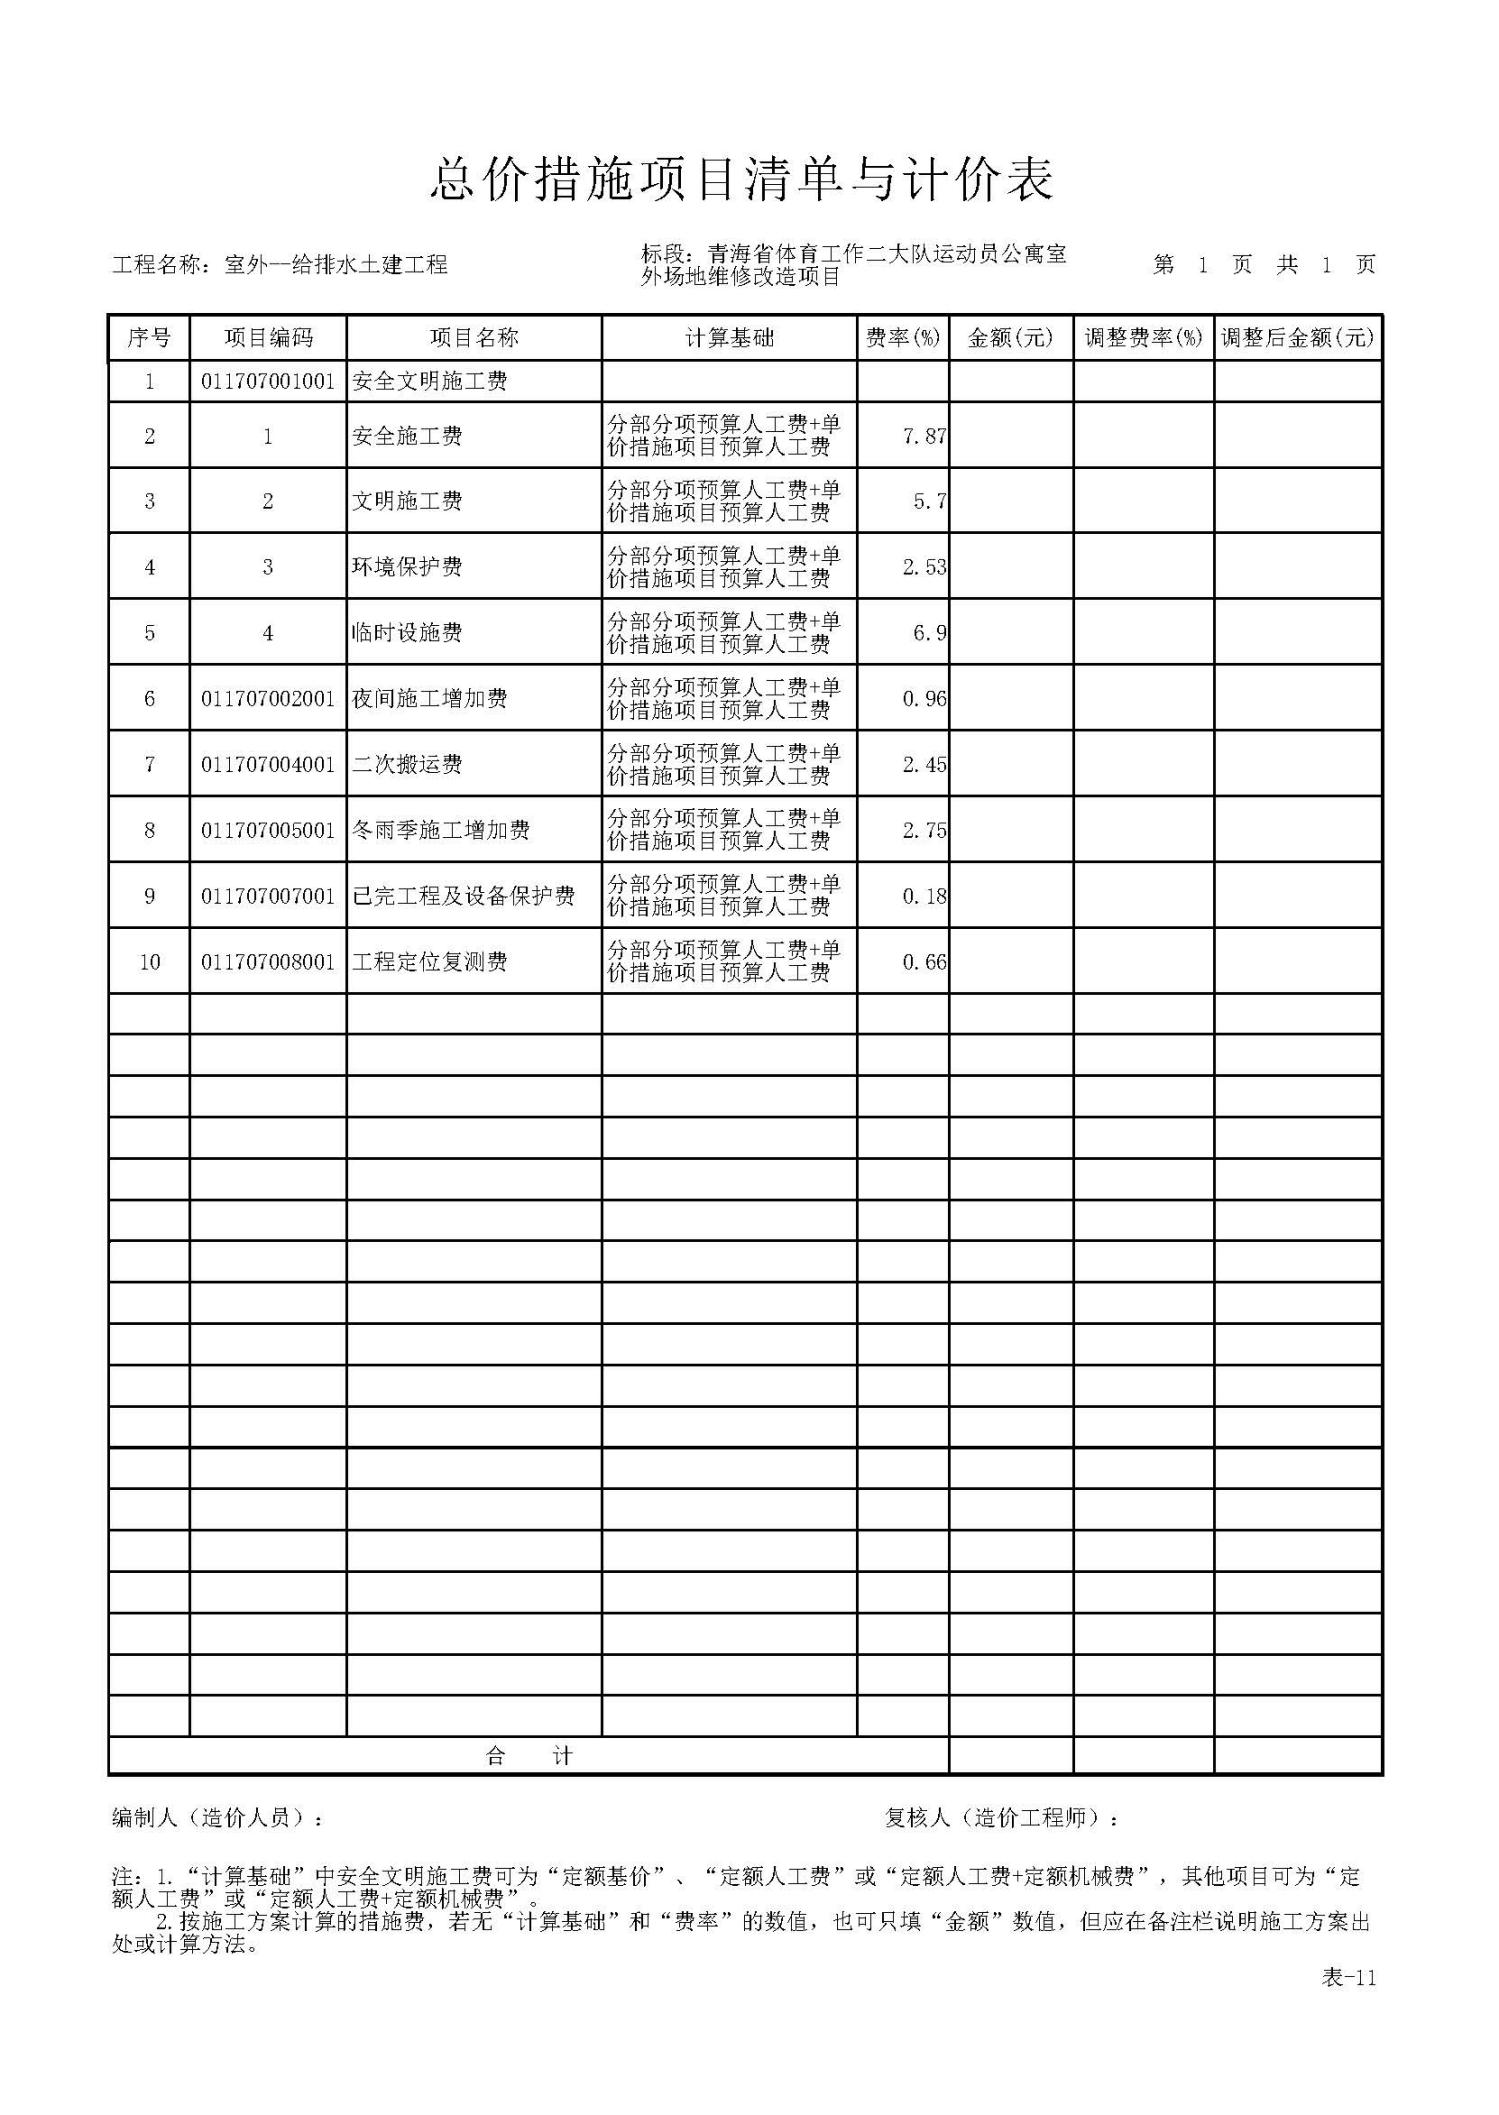 总价措施项目清单与计价表
工程名称：室外--给排水土建工程
标段：青海省体育工作二大队运动员公寓室
外场地维修改造项目
第 1 页 共 1 页
序号 项目编码 项目名称 计算基础 费率(%) 金额(元) 调整费率(%) 调整后金额(元)
1 011707001001 安全文明施工费
2 1 安全施工费 分部分项预算人工费+单
价措施项目预算人工费 7.87
3 2 文明施工费 分部分项预算人工费+单
价措施项目预算人工费 5.7
4 3 环境保护费 分部分项预算人工费+单
价措施项目预算人工费 2.53
5 4 临时设施费 分部分项预算人工费+单
价措施项目预算人工费 6.9
6 011707002001 夜间施工增加费 分部分项预算人工费+单
价措施项目预算人工费 0.96
7 011707004001 二次搬运费 分部分项预算人工费+单
价措施项目预算人工费 2.45
8 011707005001 冬雨季施工增加费 分部分项预算人工费+单
价措施项目预算人工费 2.75
9 011707007001 已完工程及设备保护费 分部分项预算人工费+单
价措施项目预算人工费 0.18
10 011707008001 工程定位复测费 分部分项预算人工费+单
价措施项目预算人工费 0.66
合 计
编制人（造价人员）： 复核人（造价工程师）：
注：1.“计算基础”中安全文明施工费可为“定额基价”、“定额人工费”或“定额人工费+定额机械费”，其他项目可为“定
额人工费”或“定额人工费+定额机械费”。
2.按施工方案计算的措施费，若无“计算基础”和“费率”的数值，也可只填“金额”数值，但应在备注栏说明施工方案出
处或计算方法。
表-11